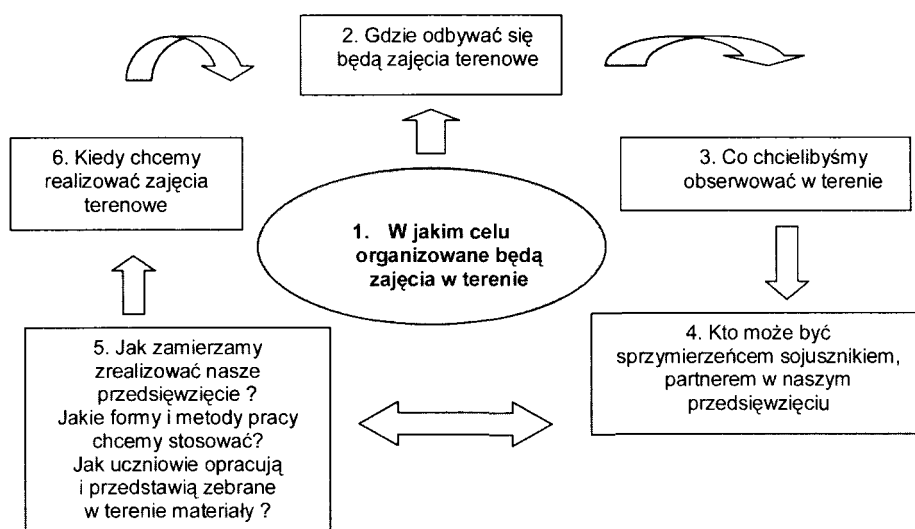 1. W jakim celu
organizowane będą
zajęcia w terenie
2. Gdzie odbywać się
będą zajęcia terenowe
3. Co chcielibyśmy
obserwować w terenie
4. Kto może być
sprzymierzeńcem sojusznikiem,
partnerem w naszym
przedsięwzięciu
5. Jak zamierzamy
zrealizować nasze
przedsięwzięcie ?
Jakie formy i metody pracy
chcemy stosować?
Jak uczniowie opracują
i przedstawią zebrane
w terenie materiały ?
6. Kiedy chcemy
realizować zajęcia
terenowe